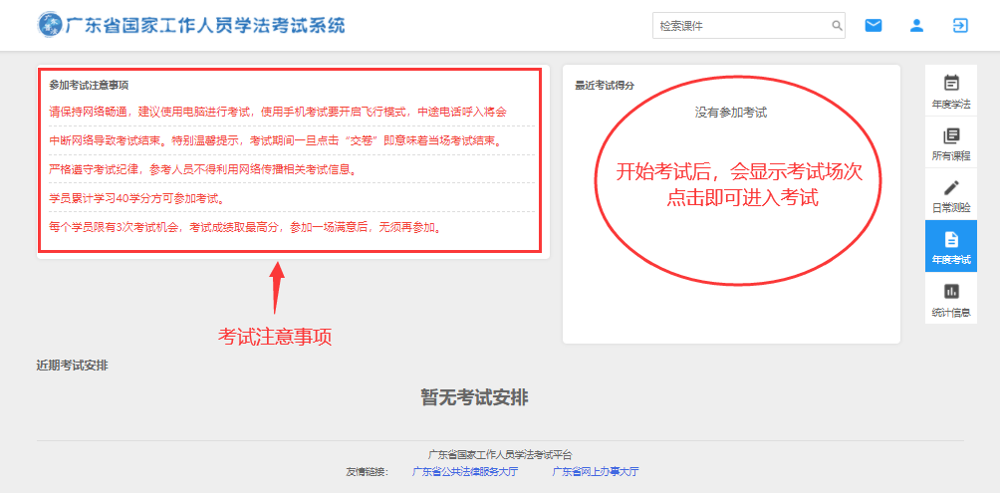 广东省国家工作人员学法考试系统
检索课件
参加考试注意事项
请保持网络畅通，建议使用电脑进行考试，使用手机考试要开启飞行模式，中途电话呼入将会
中断网络导致考试结束。特别温馨提示，考试期间一旦点击“交卷”即意味着当场考试结束。
严格遵守考试纪律，参考人员不得利用网络传播相关考试信息。
学员累计学习40学分方可参加考试。
每个学员限有3次考试机会，考试成绩取最高分，参加一场满意后，无须再参加。
考试注意事项
最近考试得分
没有参加考试
开始考试后，会显示考试场次
点击即可进入考试
年度学法
所有课程
日常测验
年度考试
统计信息
近期考试安排
暂无考试安排
广东省国家工作人员学法考试平台
友情链接： 广东省公共法律服务大厅 广东省网上办事大厅